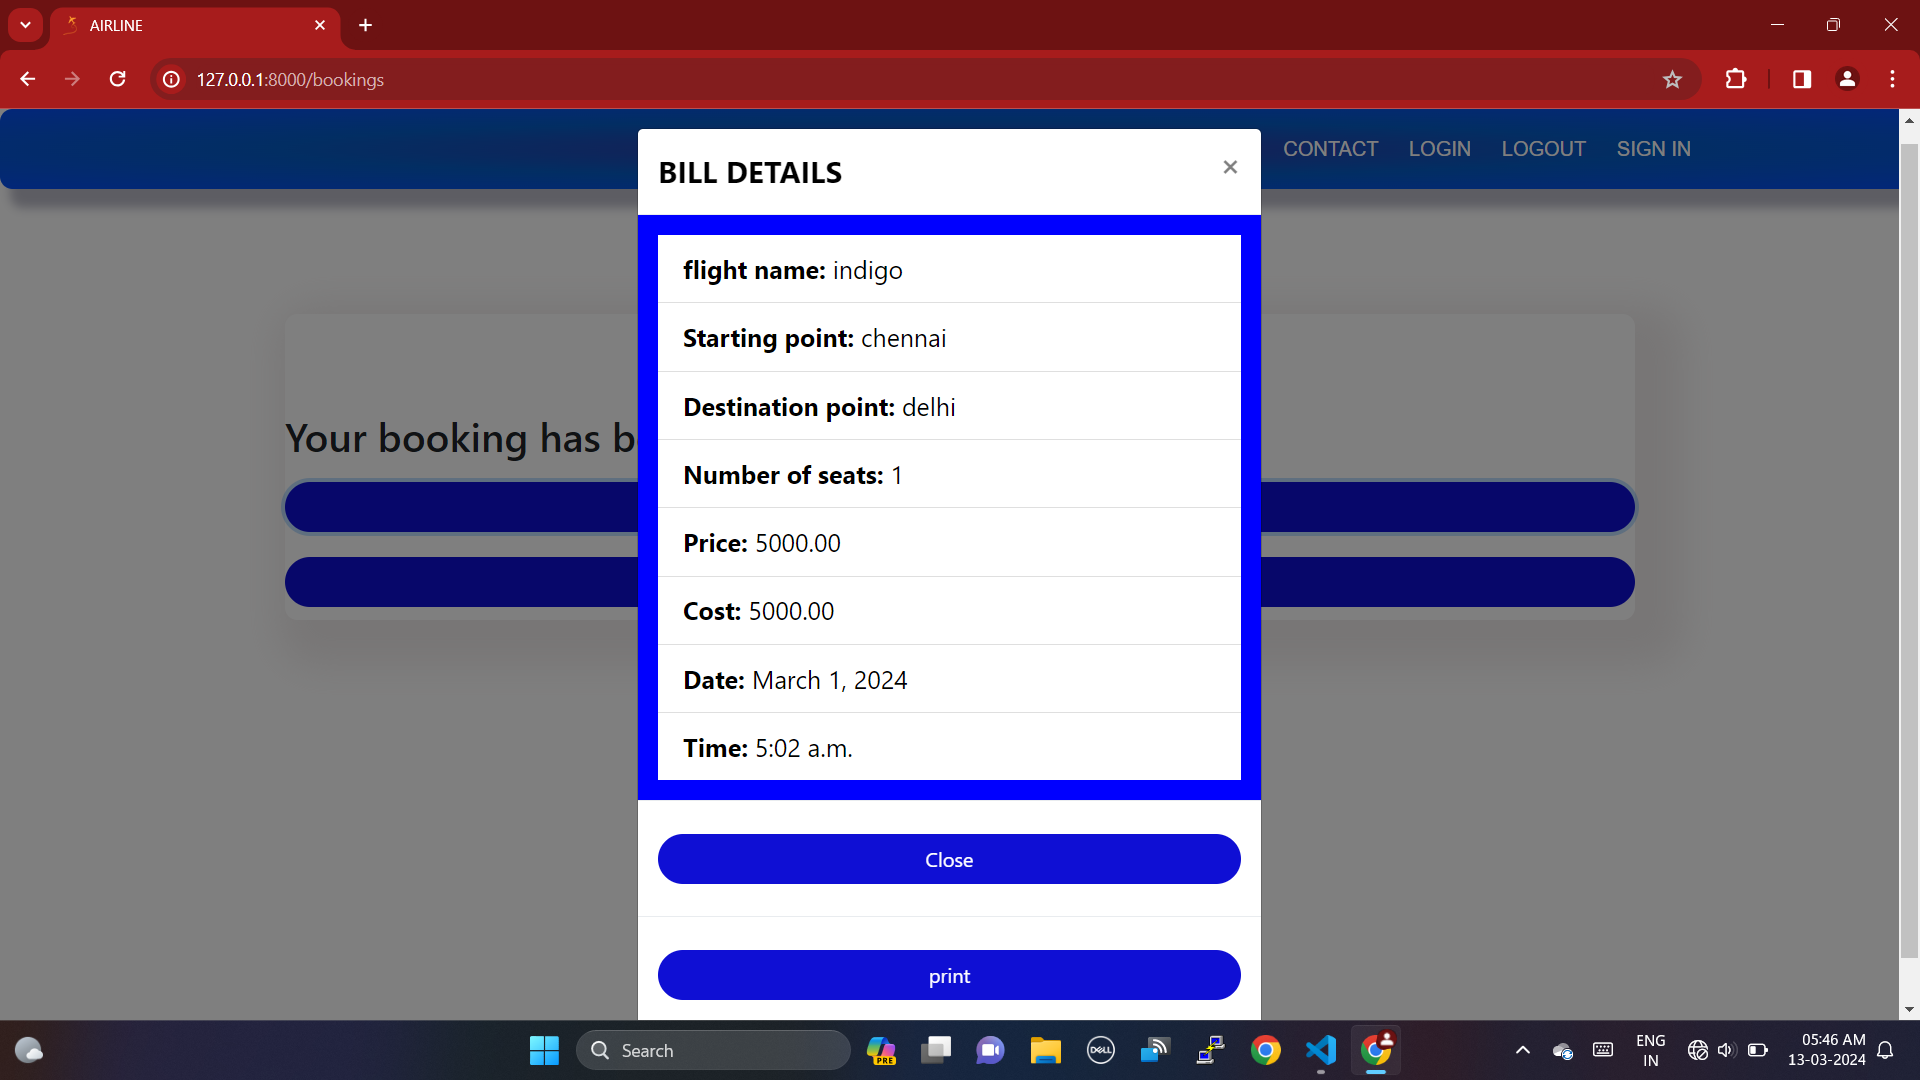 AIRLINE
127.0.0.1:8000/bookings
CONTACT LOGIN LOGOUT SIGN IN
BILL DETAILS
flight name: indigo
Starting point: chennai
Destination point: delhi
Your booking has b
Number of seats: 1
Price: 5000.00
Cost: 5000.00
Date: March 1, 2024
Time: 5:02 a.m.
Close
print
Search
PRE
DELL
ENG
IN
05:46 AM
13-03-2024